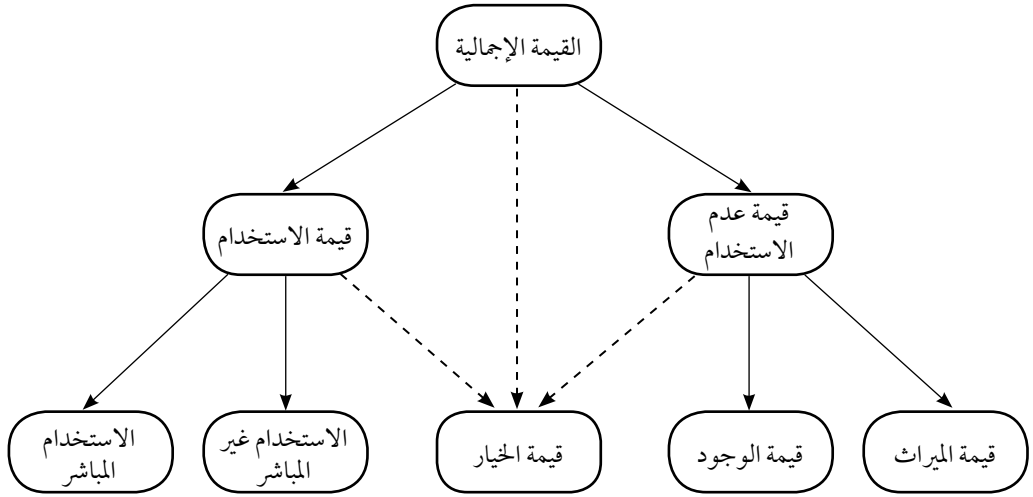 القيمة الإجمالية
قيمة عدم
الاستخدام
قيمة الاستخدام
قيمة الميراث
قيمة الوجود
قيمة الخيار
الاستخدام غير
المباشر
الاستخدام
المباشر